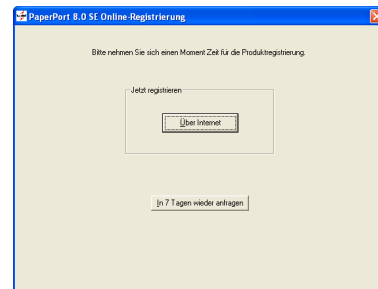 PaperPort 8.0 SE Online-Registrierung
Bitte nehmen Sie sich einen Moment Zeit für die Produktregistrierung.
Jetzt registrieren
Über Internet
In 7 Tagen wieder anfragen